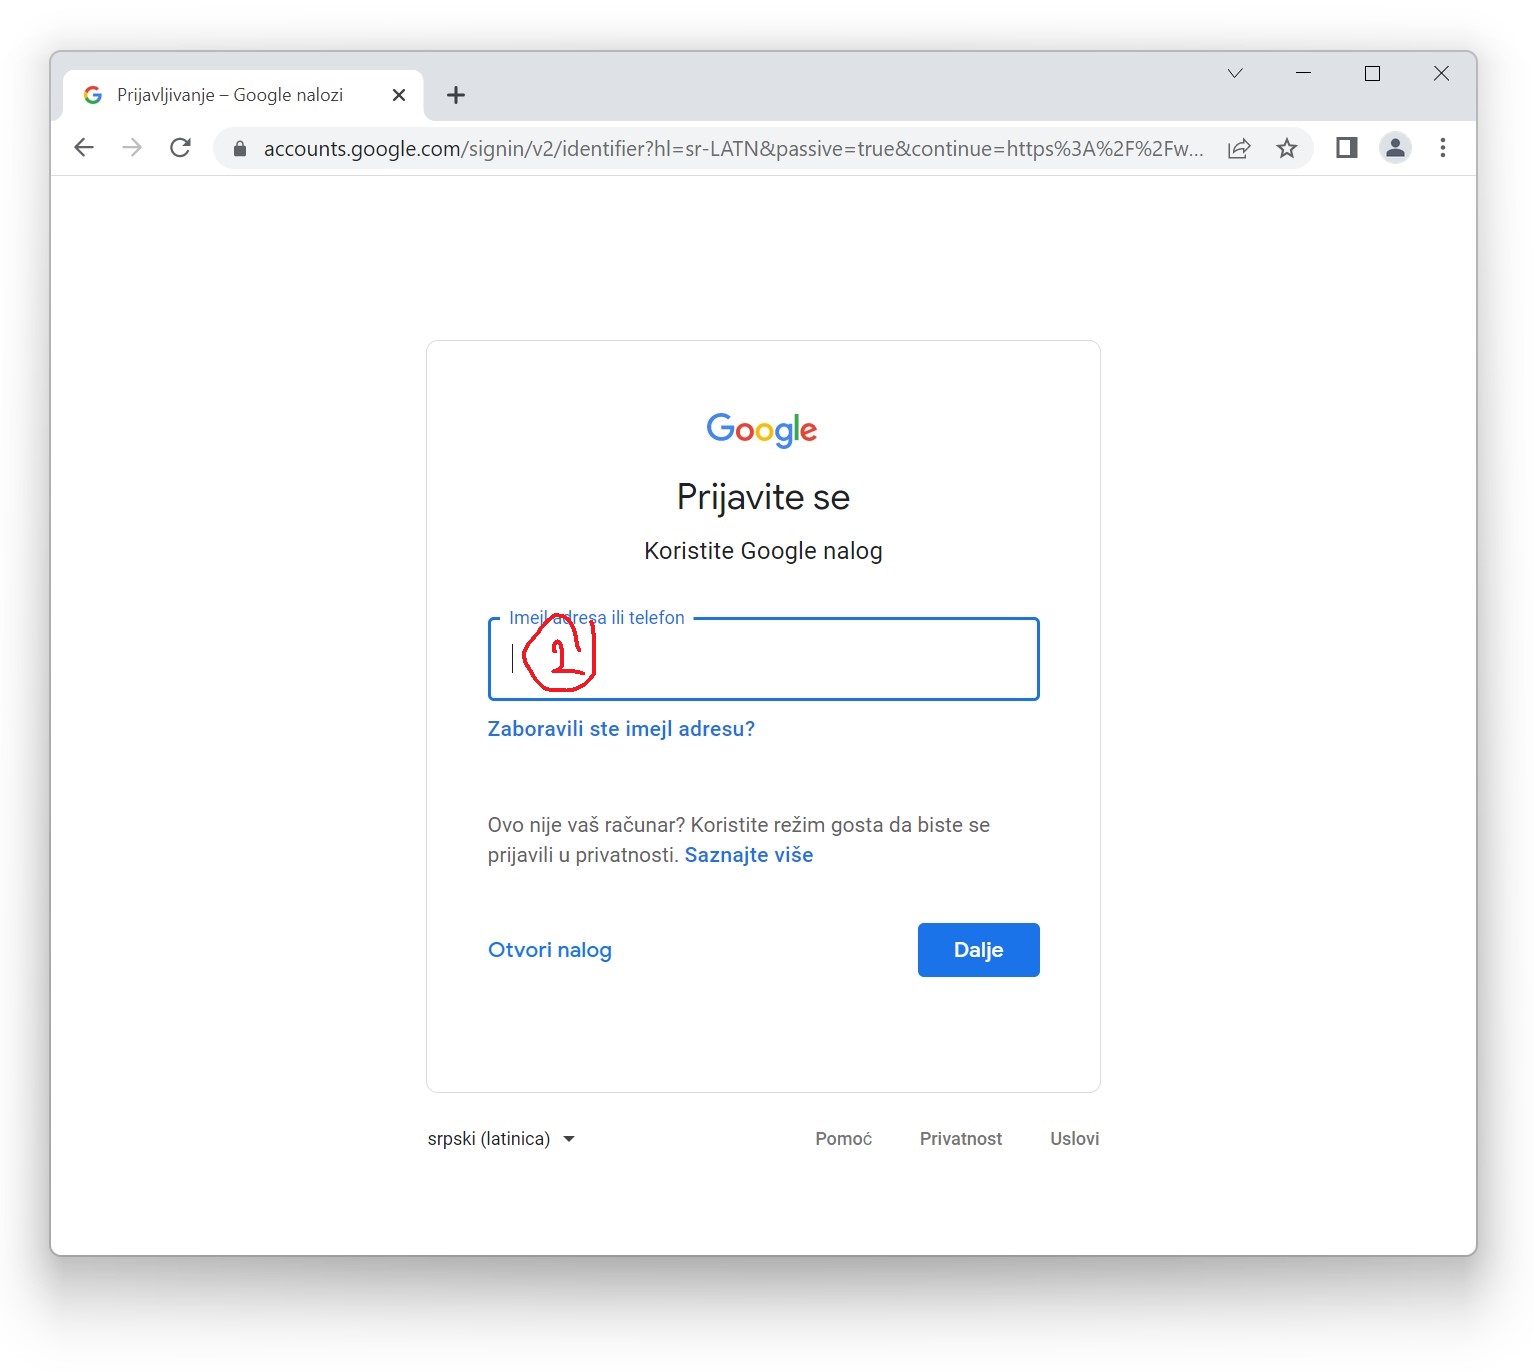 Prijavljivanje – Google nalozi
accounts.google.com/signin/v2/identifier?hl=sr-LATN&passive=true&continue=https%3A%2F%2Fw...
Google
Prijavite se
Koristite Google nalog
Imejl adresa ili telefon
2
Zaboravili ste imejl adresu?
Ovo nije vaš računar? Koristite režim gosta da biste se
prijavili u privatnosti. Saznajte više
Otvori nalog
Dalje
srpski (latinica)
Pomoć
Privatnost
Uslovi